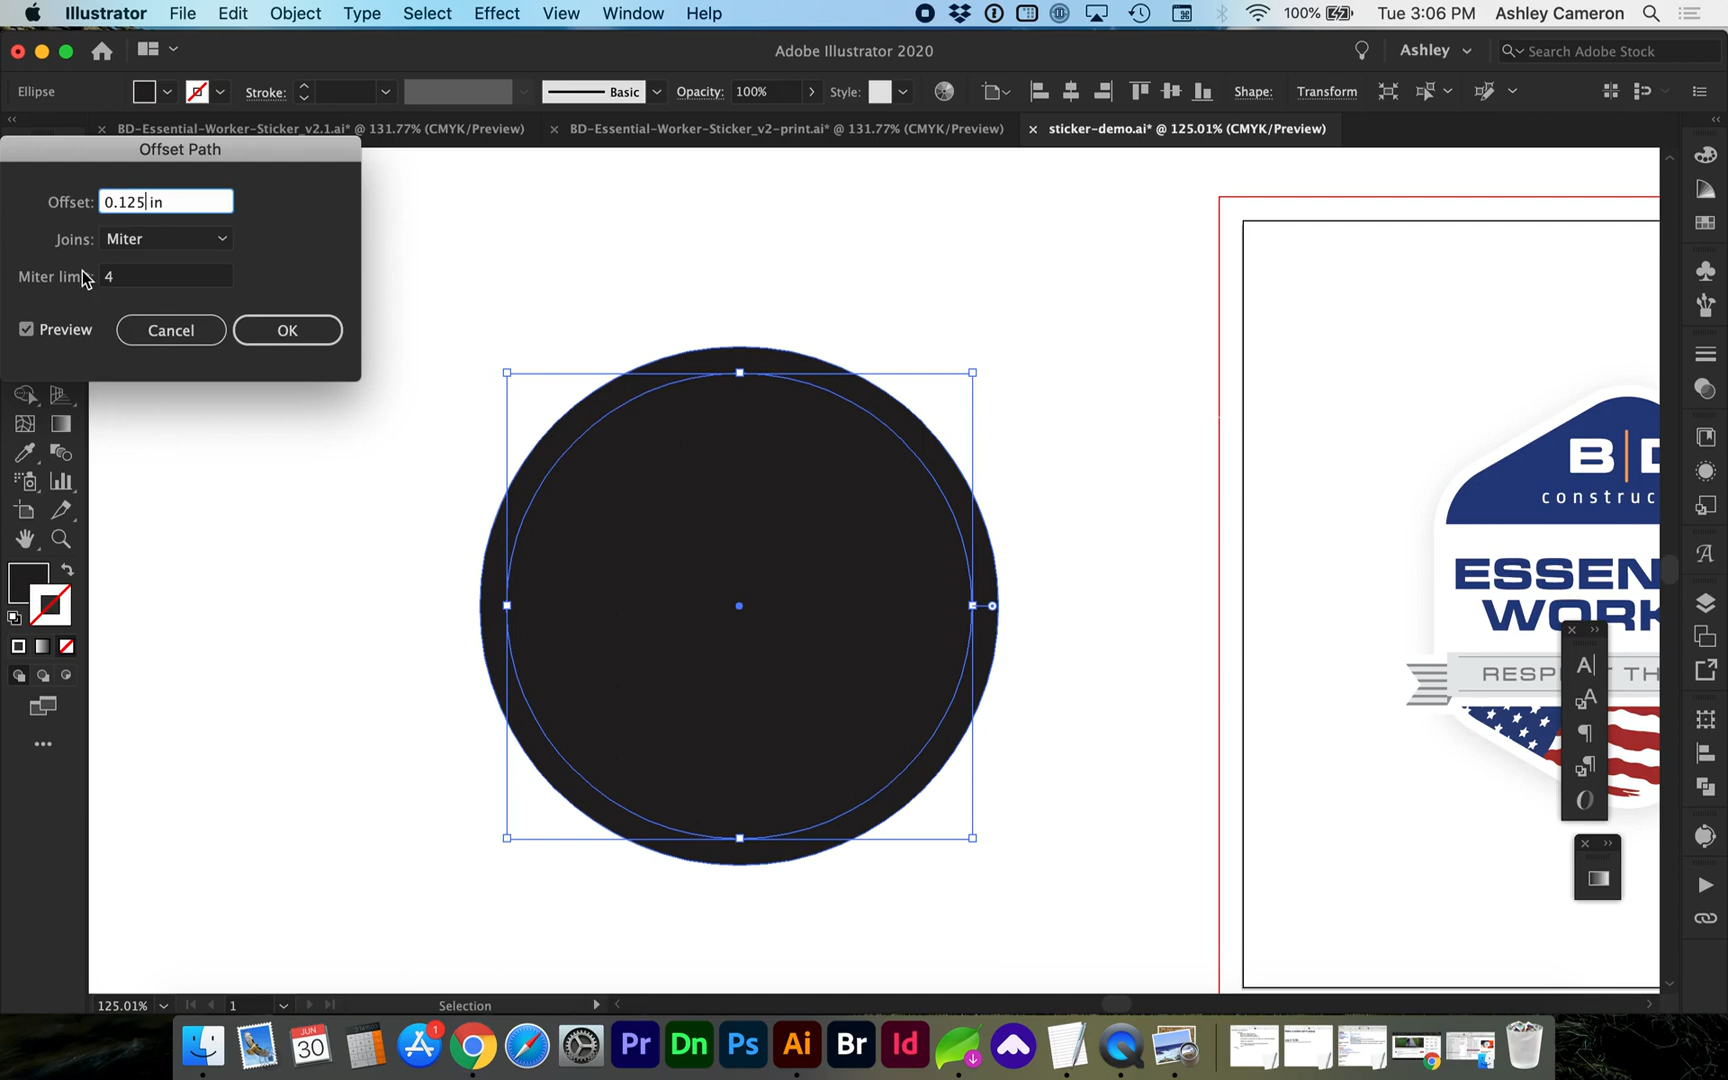 Illustrator File Edit Object Type Select Effect View Window Help
100% Tue 3:06 PM Ashley Cameron
Adobe Illustrator 2020
Ashley
Search Adobe Stock
Ellipse
Stroke:
Basic
Opacity: 100%
Style:
Shape:
Transform
BD-Essential-Worker-Sticker_v2.1.ai* @ 131.77% (CMYK/Preview)
BD-Essential-Worker-Sticker_v2-print.ai* @ 131.77% (CMYK/Preview)
sticker-demo.ai* @ 125.01% (CMYK/Preview)
Offset Path
Offset: 0.125 in
Joins: Miter
Miter lim 4
Preview
Cancel
OK
B|D
construc
ESSEN
WORK
RESP T TH
125.01%
1
Selection
JUN
30
1
Pr Dn Ps Ai Br Id